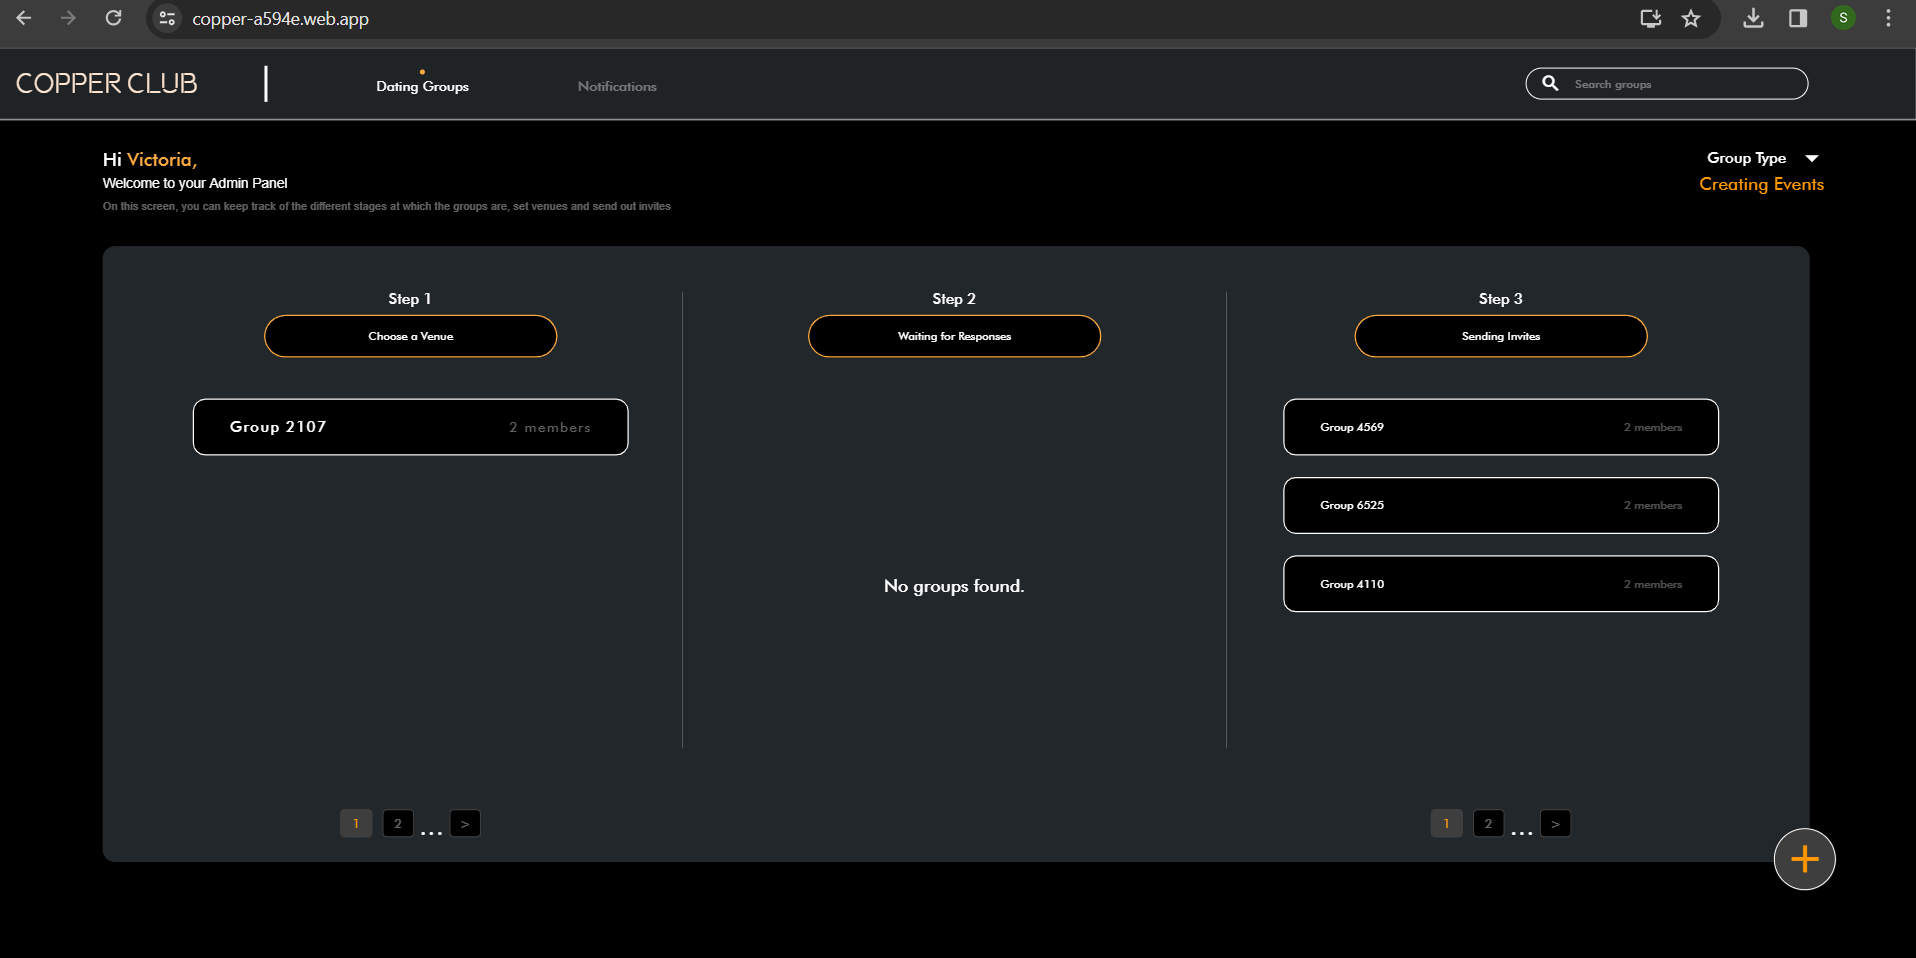 copper-a594e.web.app
S
COPPER CLUB
Dating Groups
Notifications
Search groups
Hi Victoria,
Welcome to your Admin Panel
On this screen, you can keep track of the different stages at which the groups are, set venues and send out invites
Group Type
Creating Events
Step 1
Choose a Venue
Group 2107
2 members
1 2 ... >
Step 2
Waiting for Responses
No groups found.
Step 3
Sending Invites
Group 4569
2 members
Group 6525
2 members
Group 4110
2 members
1 2 ... >
+